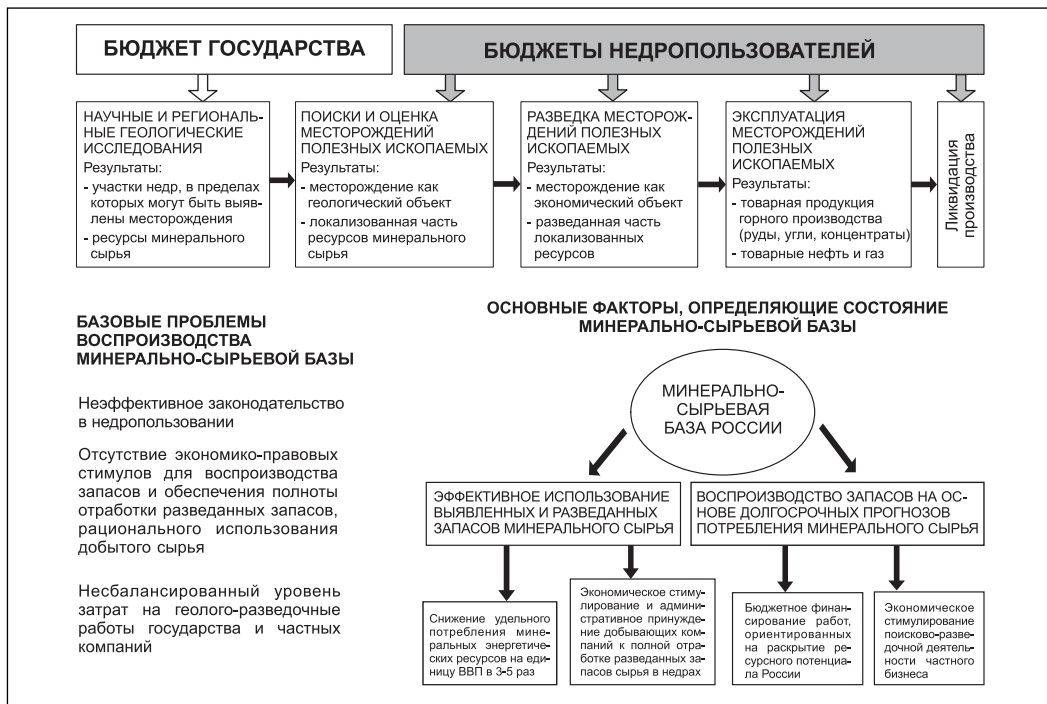 БЮДЖЕТ ГОСУДАРСТВА
БЮДЖЕТЫ НЕДРОПОЛЬЗОВАТЕЛЕЙ
НАУЧНЫЕ И РЕГИОНАЛЬ-
НЫЕ ГЕОЛОГИЧЕСКИЕ
ИССЛЕДОВАНИЯ
Результаты:
- участки недр, в пределах
которых могут быть выяв-
лены месторождения
- ресурсы минерального
сырья
ПОИСКИ И ОЦЕНКА
МЕСТОРОЖДЕНИЙ
ПОЛЕЗНЫХ ИСКОПАЕМЫХ
Результаты:
- месторождение как
геологический объект
- локализованная часть
ресурсов минерального
сырья
РАЗВЕДКА МЕСТОРОЖ-
ДЕНИЙ ПОЛЕЗНЫХ
ИСКОПАЕМЫХ
Результаты:
- месторождение как
экономический объект
- разведанная часть
локализованных
ресурсов
ЭКСПЛУАТАЦИЯ
МЕСТОРОЖДЕНИЙ
ПОЛЕЗНЫХ
ИСКОПАЕМЫХ
Результаты:
- товарная продукция
горного производства
(руды, угли, концентраты)
- товарные нефть и газ
Ликвидация
производства
БАЗОВЫЕ ПРОБЛЕМЫ
ВОСПРОИЗВОДСТВА
МИНЕРАЛЬНО-СЫРЬЕВОЙ БАЗЫ
Неэффективное законодательство
в недропользовании
Отсутствие экономико-правовых
стимулов для воспроизводства
запасов и обеспечения полноты
отработки разведанных запасов,
рационального использования
добытого сырья
Несбалансированный уровень
затрат на геолого-разведочные
работы государства и частных
компаний
ОСНОВНЫЕ ФАКТОРЫ, ОПРЕДЕЛЯЮЩИЕ СОСТОЯНИЕ
МИНЕРАЛЬНО-СЫРЬЕВОЙ БАЗЫ
МИНЕРАЛЬНО-
СЫРЬЕВАЯ
БАЗА РОССИИ
ЭФФЕКТИВНОЕ ИСПОЛЬЗОВАНИЕ
ВЫЯВЛЕННЫХ И РАЗВЕДАННЫХ
ЗАПАСОВ МИНЕРАЛЬНОГО СЫРЬЯ
ВОСПРОИЗВОДСТВО ЗАПАСОВ НА ОС-
НОВЕ ДОЛГОСРОЧНЫХ ПРОГНОЗОВ
ПОТРЕБЛЕНИЯ МИНЕРАЛЬНОГО СЫРЬЯ
Снижение удельного
потребления мине-
ральных энергетичес-
ких ресурсов на еди-
ницу ВВП в 3-5 раз
Экономическое стиму-
лирование и админи-
стративное принужде-
ние добывающих ком-
паний к полной отра-
ботке разведанных за-
пасов сырья в недрах
Бюджетное финан-
сирование работ,
ориентированных
на раскрытие ре-
сурсного потенциа-
ла России
Экономическое
стимулирование
поисково-разве-
дочной деятель-
ности частного
бизнеса